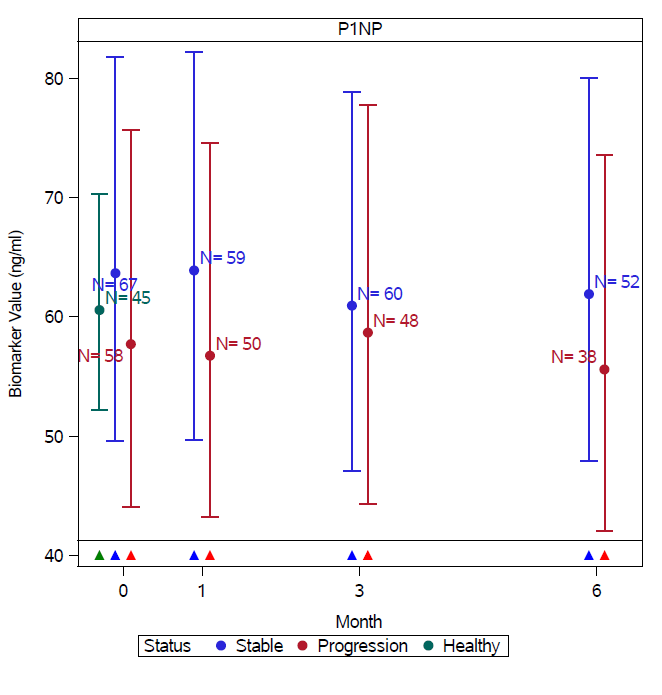 P1NP
Biomarker Value (ng/ml)
80
70
60
50
40
N= 67
N= 45
N= 58
N= 59
N= 50
N= 60
N= 48
N= 52
N= 38
0 1 3 6
Month
Status Stable Progression Healthy